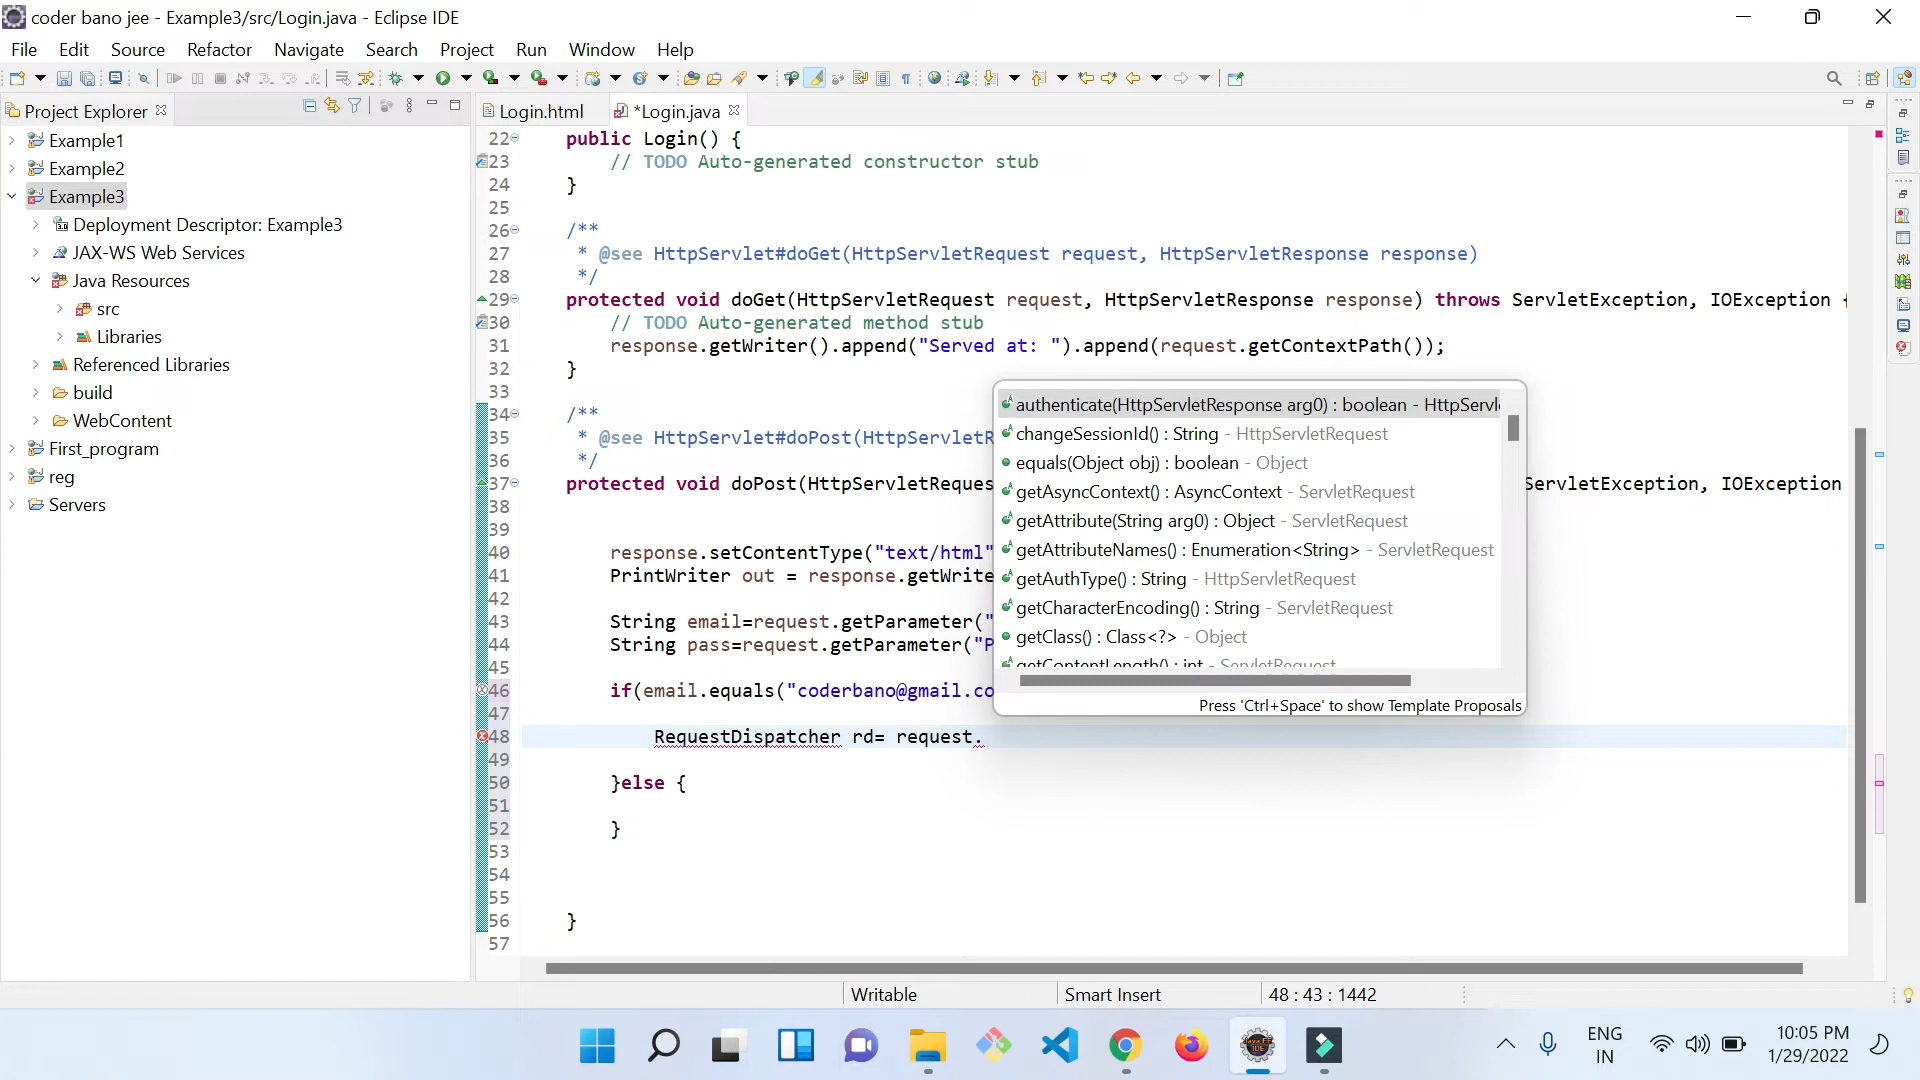 coder bano jee - Example3/src/Login.java - Eclipse IDE
File Edit Source Refactor Navigate Search Project Run Window Help
Project Explorer
Login.html
*Login.java
Example1
Example2
Example3
Deployment Descriptor: Example3
JAX-WS Web Services
Java Resources
src
Libraries
Referenced Libraries
build
WebContent
First_program
reg
Servers
22 public Login() {
23 // TODO Auto-generated constructor stub
24 }
25
26 /**
27 * @see HttpServlet#doGet(HttpServletRequest request, HttpServletResponse response)
28 */
29 protected void doGet(HttpServletRequest request, HttpServletResponse response) throws ServletException, IOException {
30 // TODO Auto-generated method stub
31 response.getWriter().append("Served at: ").append(request.getContextPath());
32 }
33
34 /**
35 * @see HttpServlet#doPost(HttpServletR
36 */
37 protected void doPost(HttpServletReques ServletException, IOException
38
39
40 response.setContentType("text/html"
41 PrintWriter out = response.getWrite
42
43 String email=request.getParameter("
44 String pass=request.getParameter("P
45
46 if(email.equals("coderbano@gmail.co
47
48 RequestDispatcher rd= request.
49
50 }else {
51
52 }
53
54
55
56 }
57
authenticate(HttpServletResponse arg0) : boolean - HttpServl
changeSessionId() : String - HttpServletRequest
equals(Object obj) : boolean - Object
getAsyncContext() : AsyncContext - ServletRequest
getAttribute(String arg0) : Object - ServletRequest
getAttributeNames() : Enumeration<String> - ServletRequest
getAuthType() : String - HttpServletRequest
getCharacterEncoding() : String - ServletRequest
getClass() : Class<?> - Object
getContentLength() : int - ServletRequest
Press 'Ctrl+Space' to show Template Proposals
Writable
Smart Insert
48 : 43 : 1442
ENG
IN
10:05 PM
1/29/2022